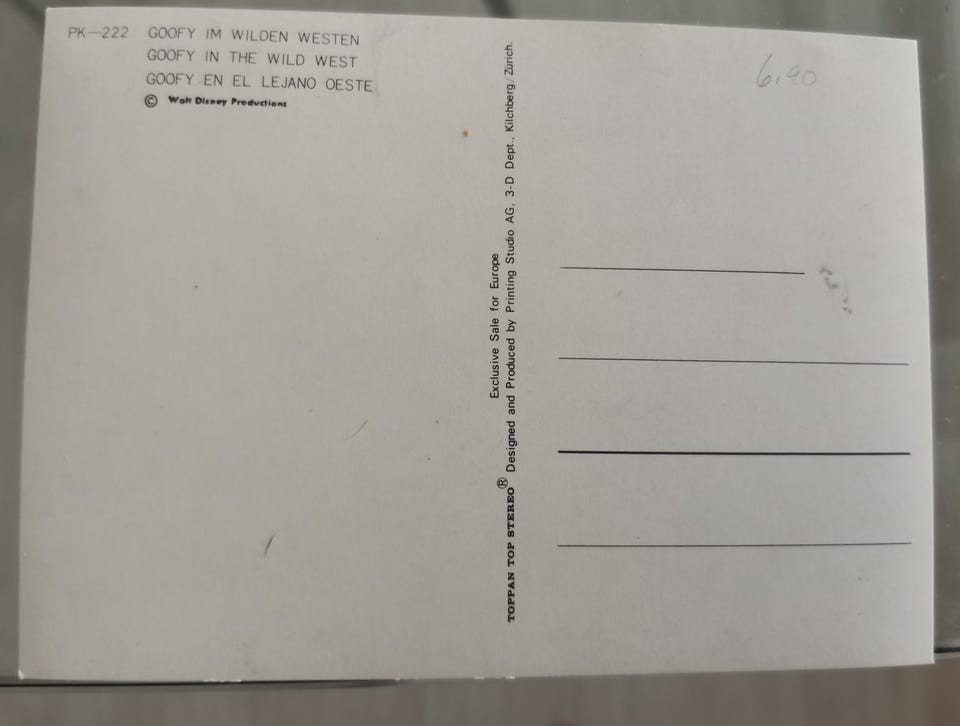 PK—222 GOOFY IM WILDEN WESTEN
GOOFY IN THE WILD WEST
GOOFY EN EL LEJANO OESTE
© Walt Disney Productions
Exclusive Sale for Europe
TOPPAN TOP STEREO® Designed and Produced by Printing Studio AG, 3-D Dept., Kilchberg/Zürich.
6.90